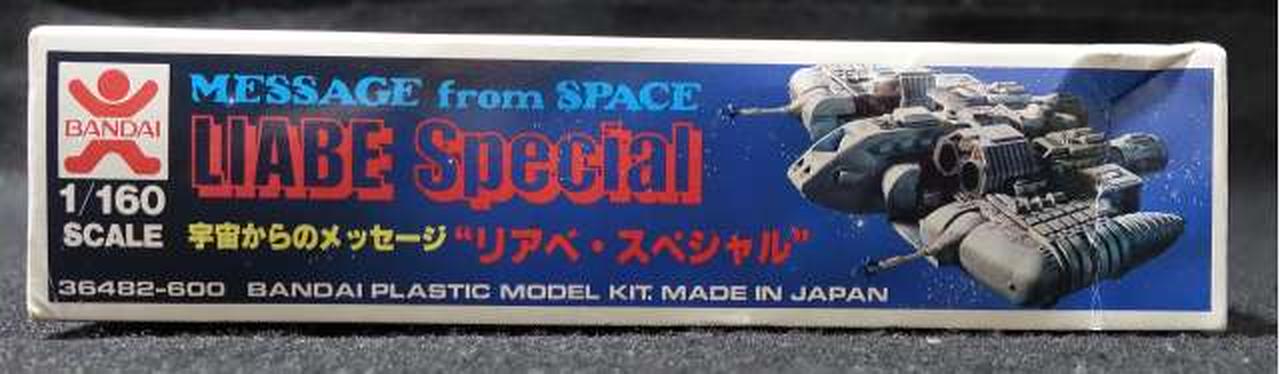 BANDAI
1/160
SCALE
MESSAGE from SPACE
LIABE Special
宇宙からのメッセージ “リアベ・スペシャル”
36482-600 BANDAI PLASTIC MODEL KIT. MADE IN JAPAN